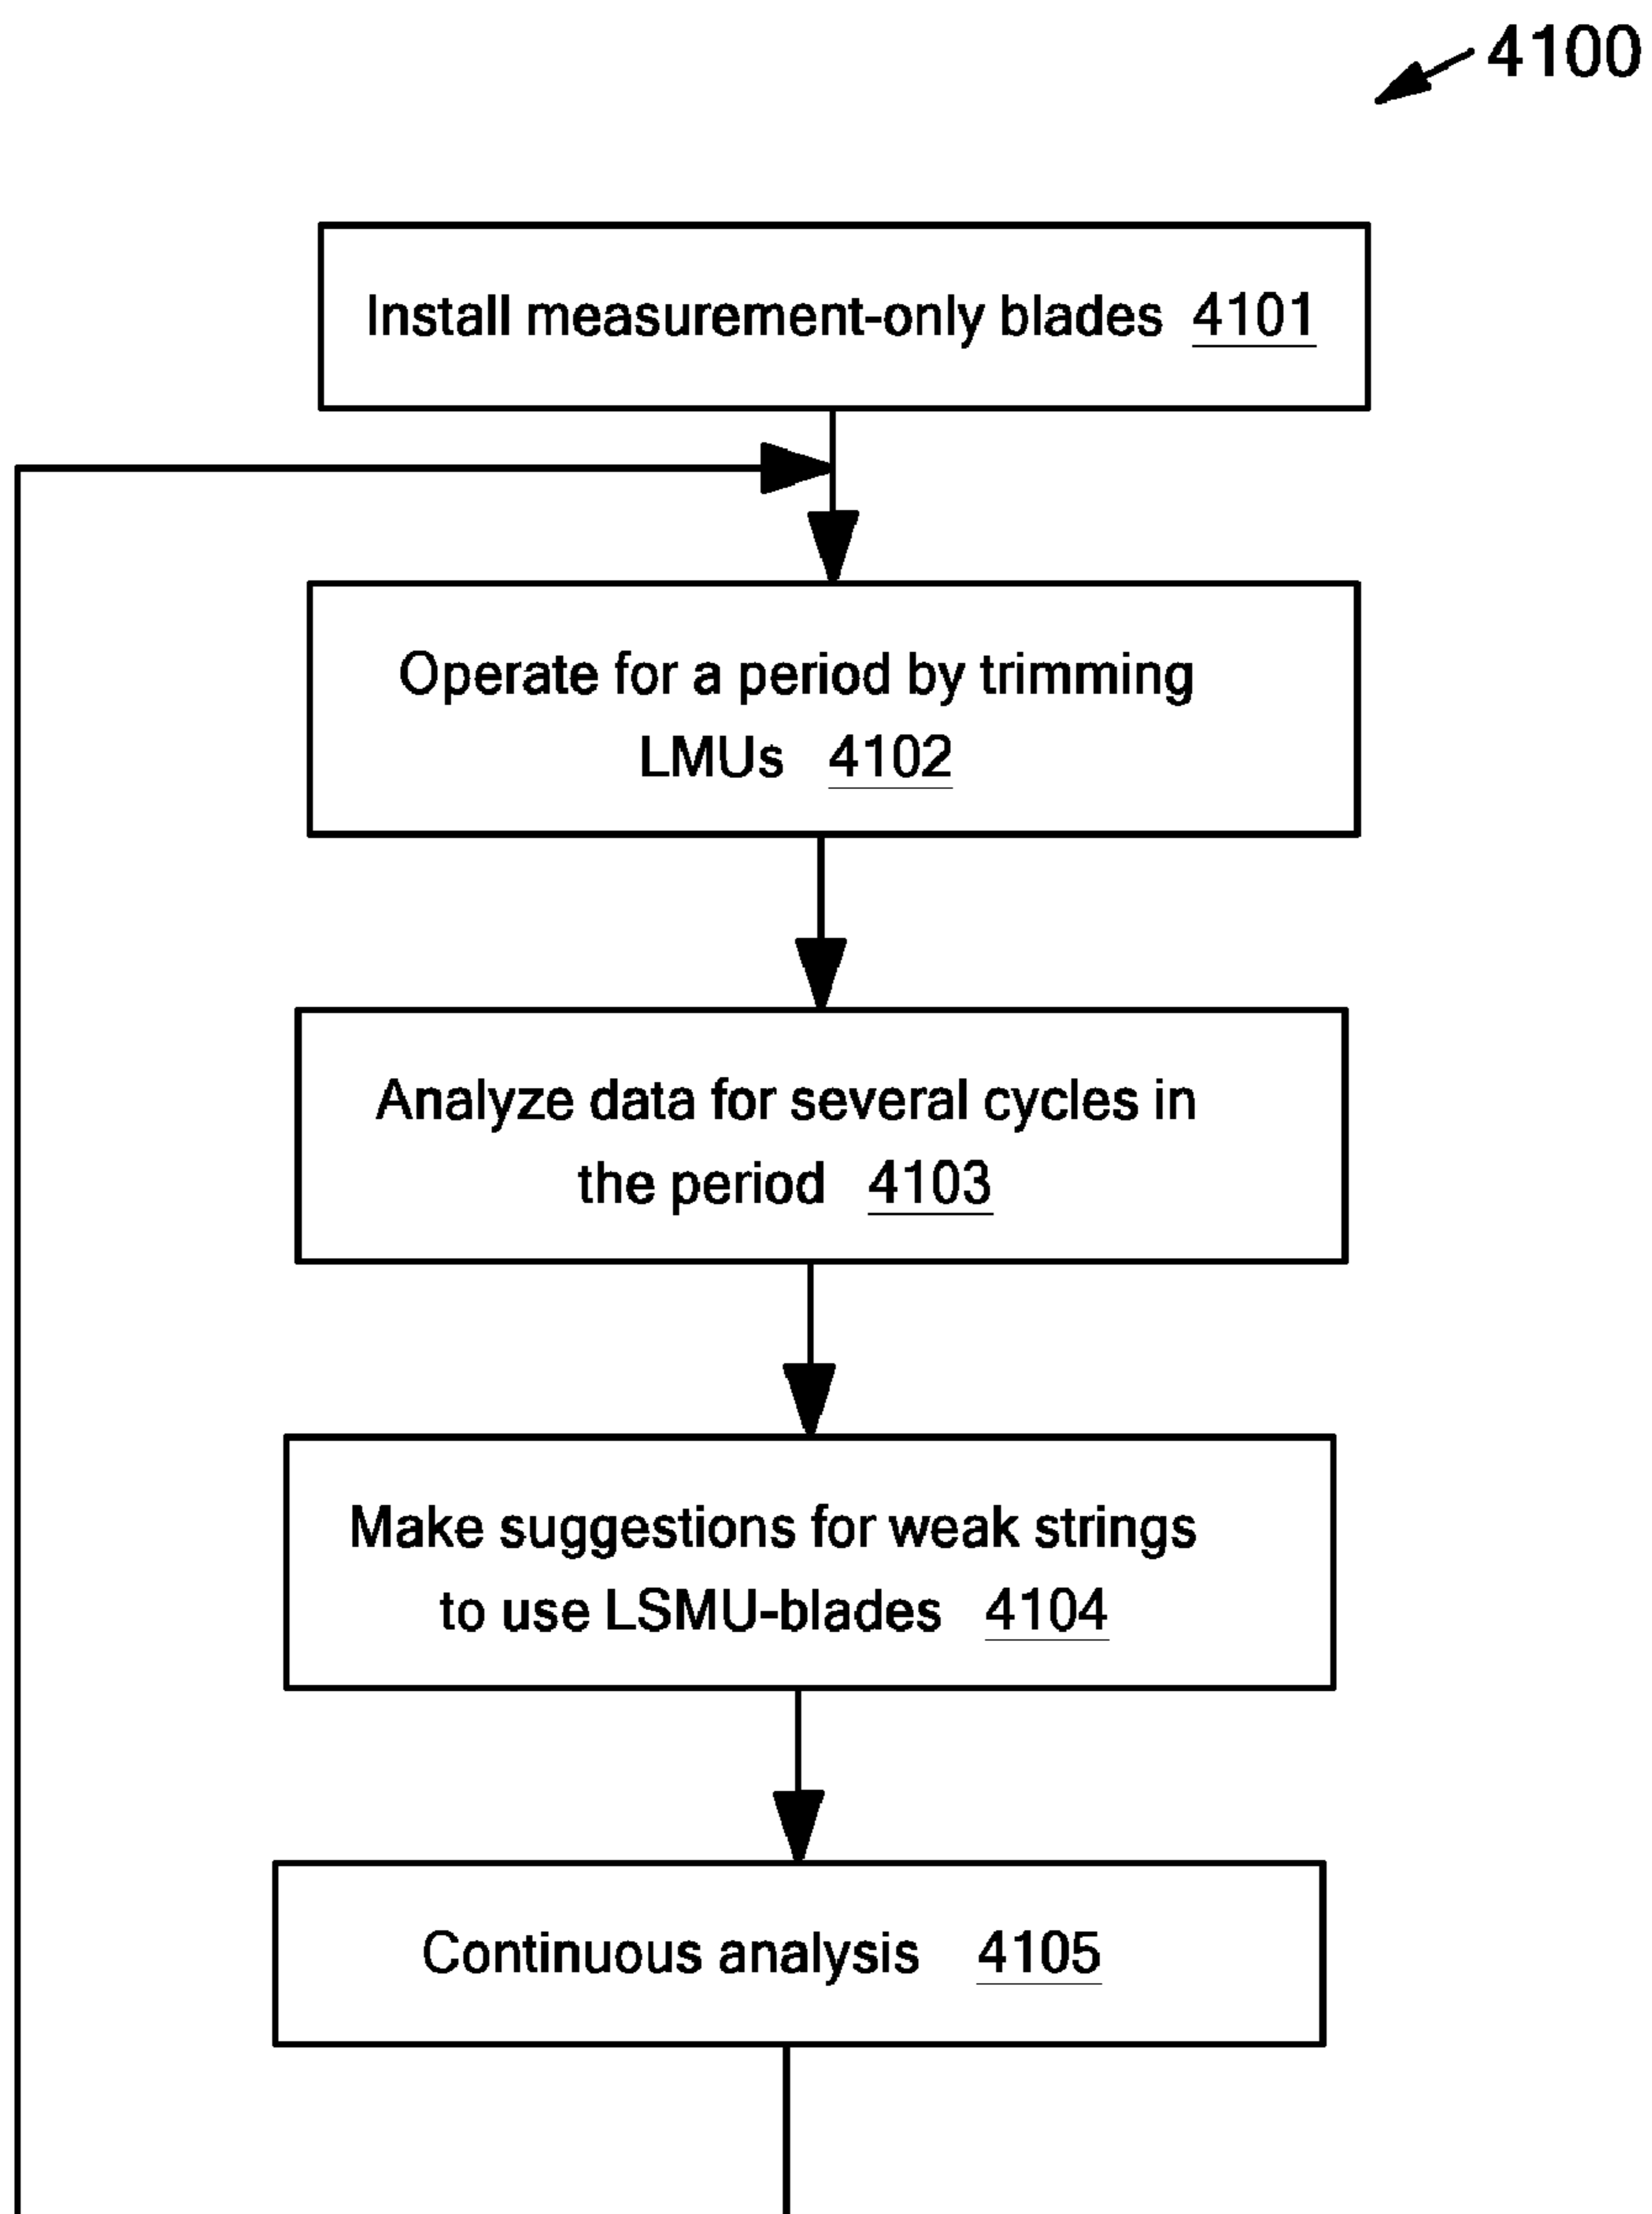 4100
Install measurement-only blades 4101
Operate for a period by trimming
LMUs 4102
Analyze data for several cycles in
the period 4103
Make suggestions for weak strings
to use LSMU-blades 4104
Continuous analysis 4105